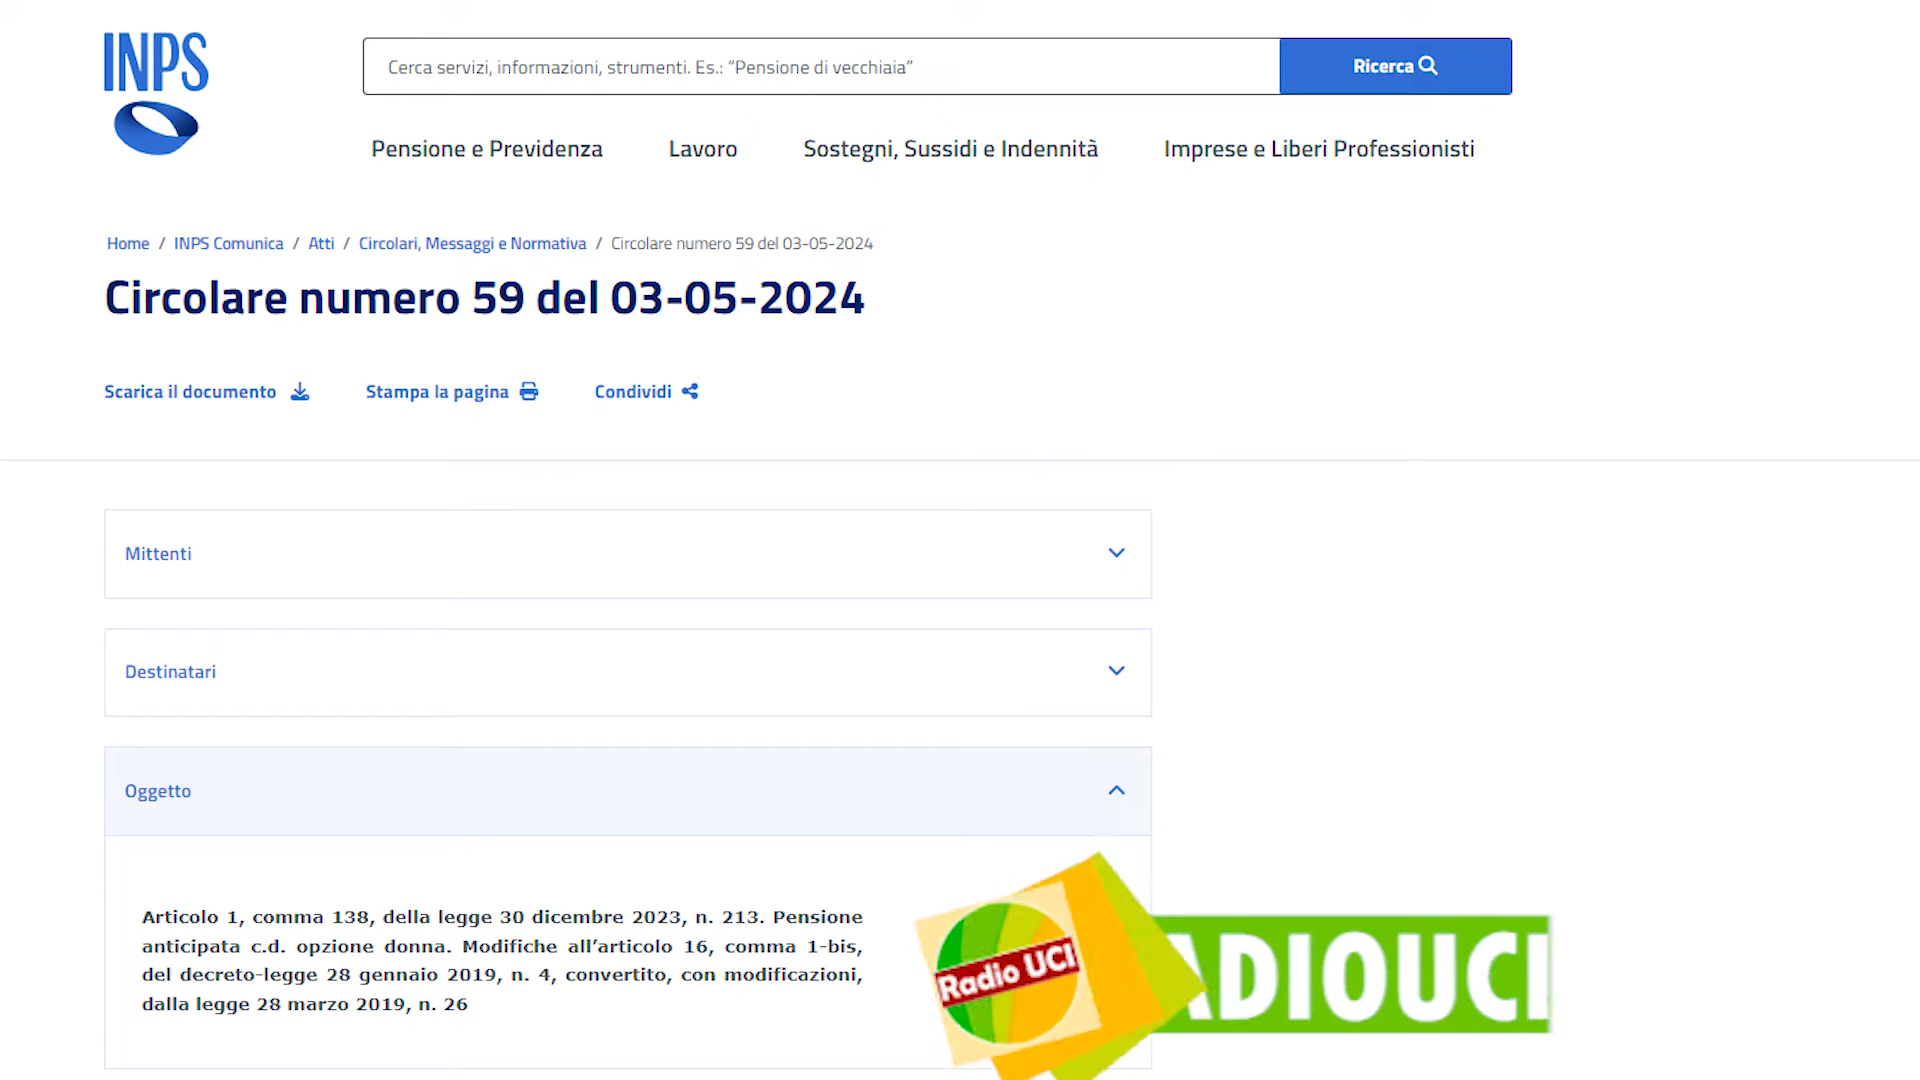 INPS
Cerca servizi, informazioni, strumenti. Es.: “Pensione di vecchiaia”
Ricerca
Pensione e Previdenza
Lavoro
Sostegni, Sussidi e Indennità
Imprese e Liberi Professionisti
Home / INPS Comunica / Atti / Circolari, Messaggi e Normativa / Circolare numero 59 del 03-05-2024
Circolare numero 59 del 03-05-2024
Scarica il documento
Stampa la pagina
Condividi
Mittenti
Destinatari
Oggetto
Articolo 1, comma 138, della legge 30 dicembre 2023, n. 213. Pensione
anticipata c.d. opzione donna. Modifiche all’articolo 16, comma 1-bis,
del decreto-legge 28 gennaio 2019, n. 4, convertito, con modificazioni,
dalla legge 28 marzo 2019, n. 26
Radio UCI
ADIOUCI